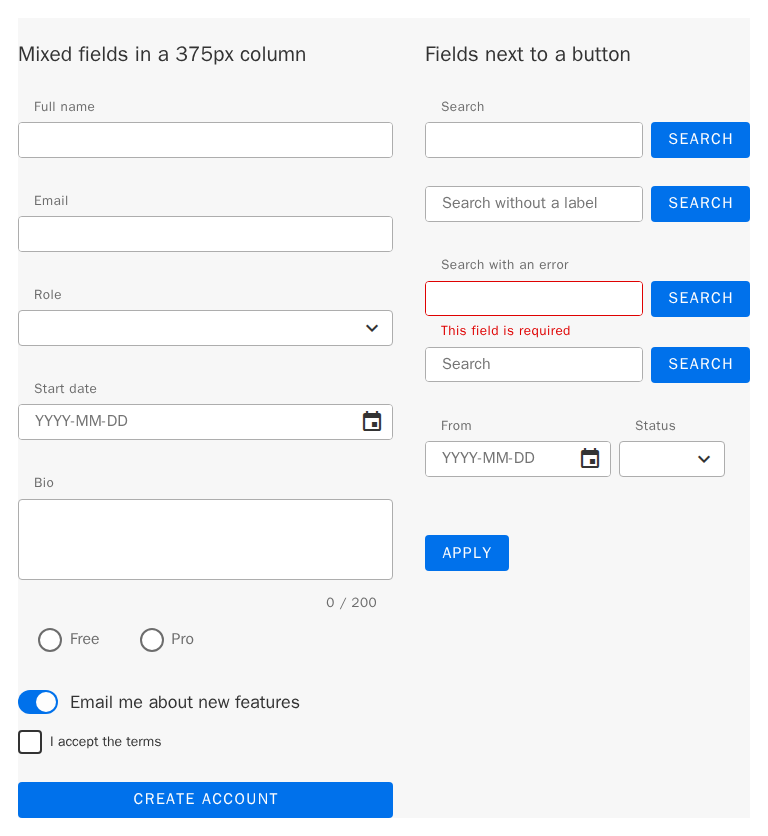 Mixed fields in a 375px column
Full name
Email
Role
Start date
YYYY-MM-DD
Bio
0 / 200
Free
Pro
Email me about new features
I accept the terms
CREATE ACCOUNT
Fields next to a button
Search
SEARCH
Search without a label
SEARCH
Search with an error
SEARCH
This field is required
Search
SEARCH
From
Status
YYYY-MM-DD
APPLY